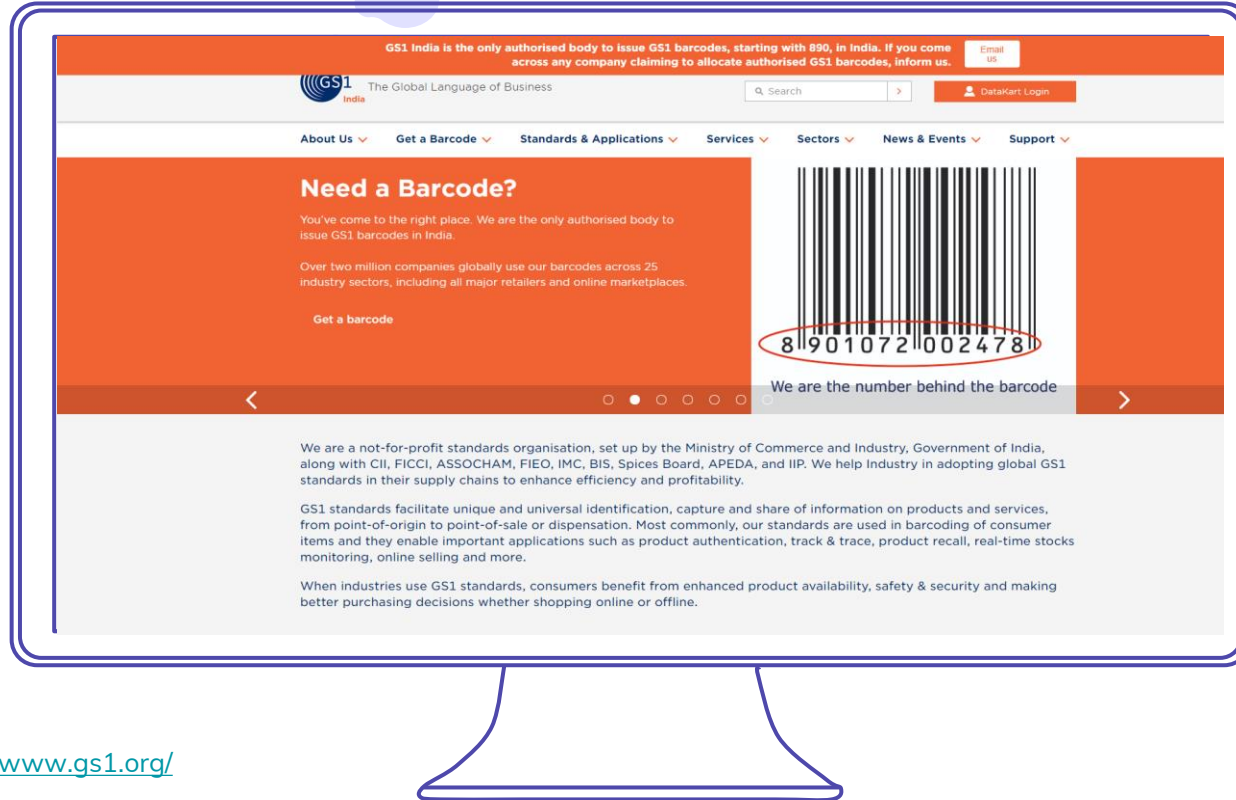 GS1 India is the only authorised body to issue GS1 barcodes, starting with 890, in India. If you come
across any company claiming to allocate authorised GS1 barcodes, inform us.
Email
us
GS1
India
The Global Language of Business
Search
DataKart Login
About Us
Get a Barcode
Standards & Applications
Services
Sectors
News & Events
Support
Need a Barcode?
You've come to the right place. We are the only authorised body to
issue GS1 barcodes in India.
Over two million companies globally use our barcodes across 25
industry sectors, including all major retailers and online marketplaces.
Get a barcode
8 901072 002478
We are the number behind the barcode
We are a not-for-profit standards organisation, set up by the Ministry of Commerce and Industry, Government of India,
along with CII, FICCI, ASSOCHAM, FIEO, IMC, BIS, Spices Board, APEDA, and IIP. We help Industry in adopting global GS1
standards in their supply chains to enhance efficiency and profitability.
GS1 standards facilitate unique and universal identification, capture and share of information on products and services,
from point-of-origin to point-of-sale or dispensation. Most commonly, our standards are used in barcoding of consumer
items and they enable important applications such as product authentication, track & trace, product recall, real-time stocks
monitoring, online selling and more.
When industries use GS1 standards, consumers benefit from enhanced product availability, safety & security and making
better purchasing decisions whether shopping online or offline.
www.gs1.org/